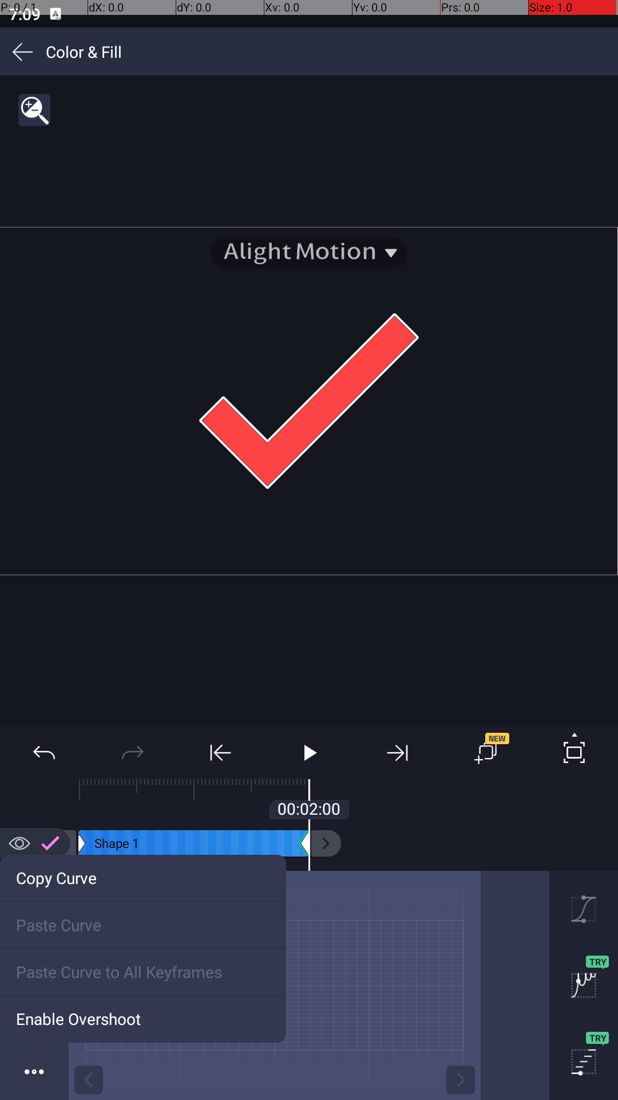 P: 0 / 1 dX: 0.0 dY: 0.0 Xv: 0.0 Yv: 0.0 Prs: 0.0 Size: 1.0
7:09 A
Color & Fill
Alight Motion
NEW
00:02:00
Shape 1
Copy Curve
Paste Curve
TRY
Paste Curve to All Keyframes
Enable Overshoot
TRY